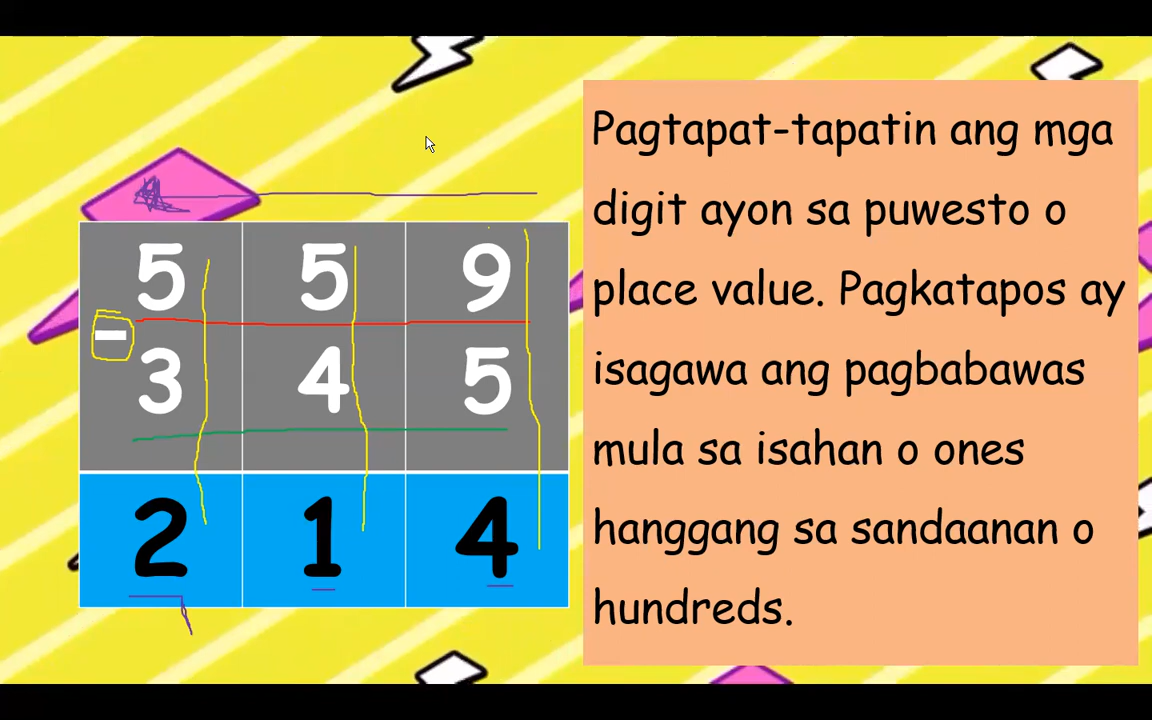 5 5 9
-
3 4 5
2 1 4
Pagtapat-tapatin ang mga
digit ayon sa puwesto o
place value. Pagkatapos ay
isagawa ang pagbabawas
mula sa isahan o ones
hanggang sa sandaanan o
hundreds.